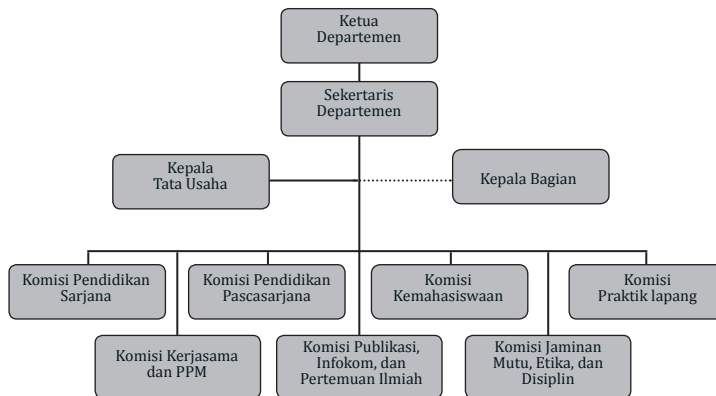 Ketua
Departemen
Sekertaris
Departemen
Kepala
Tata Usaha
Kepala Bagian
Komisi Pendidikan
Sarjana
Komisi Pendidikan
Pascasarjana
Komisi
Kemahasiswaan
Komisi
Praktik lapang
Komisi Kerjasama
dan PPM
Komisi Publikasi,
Infokom, dan
Pertemuan Ilmiah
Komisi Jaminan
Mutu, Etika, dan
Disiplin